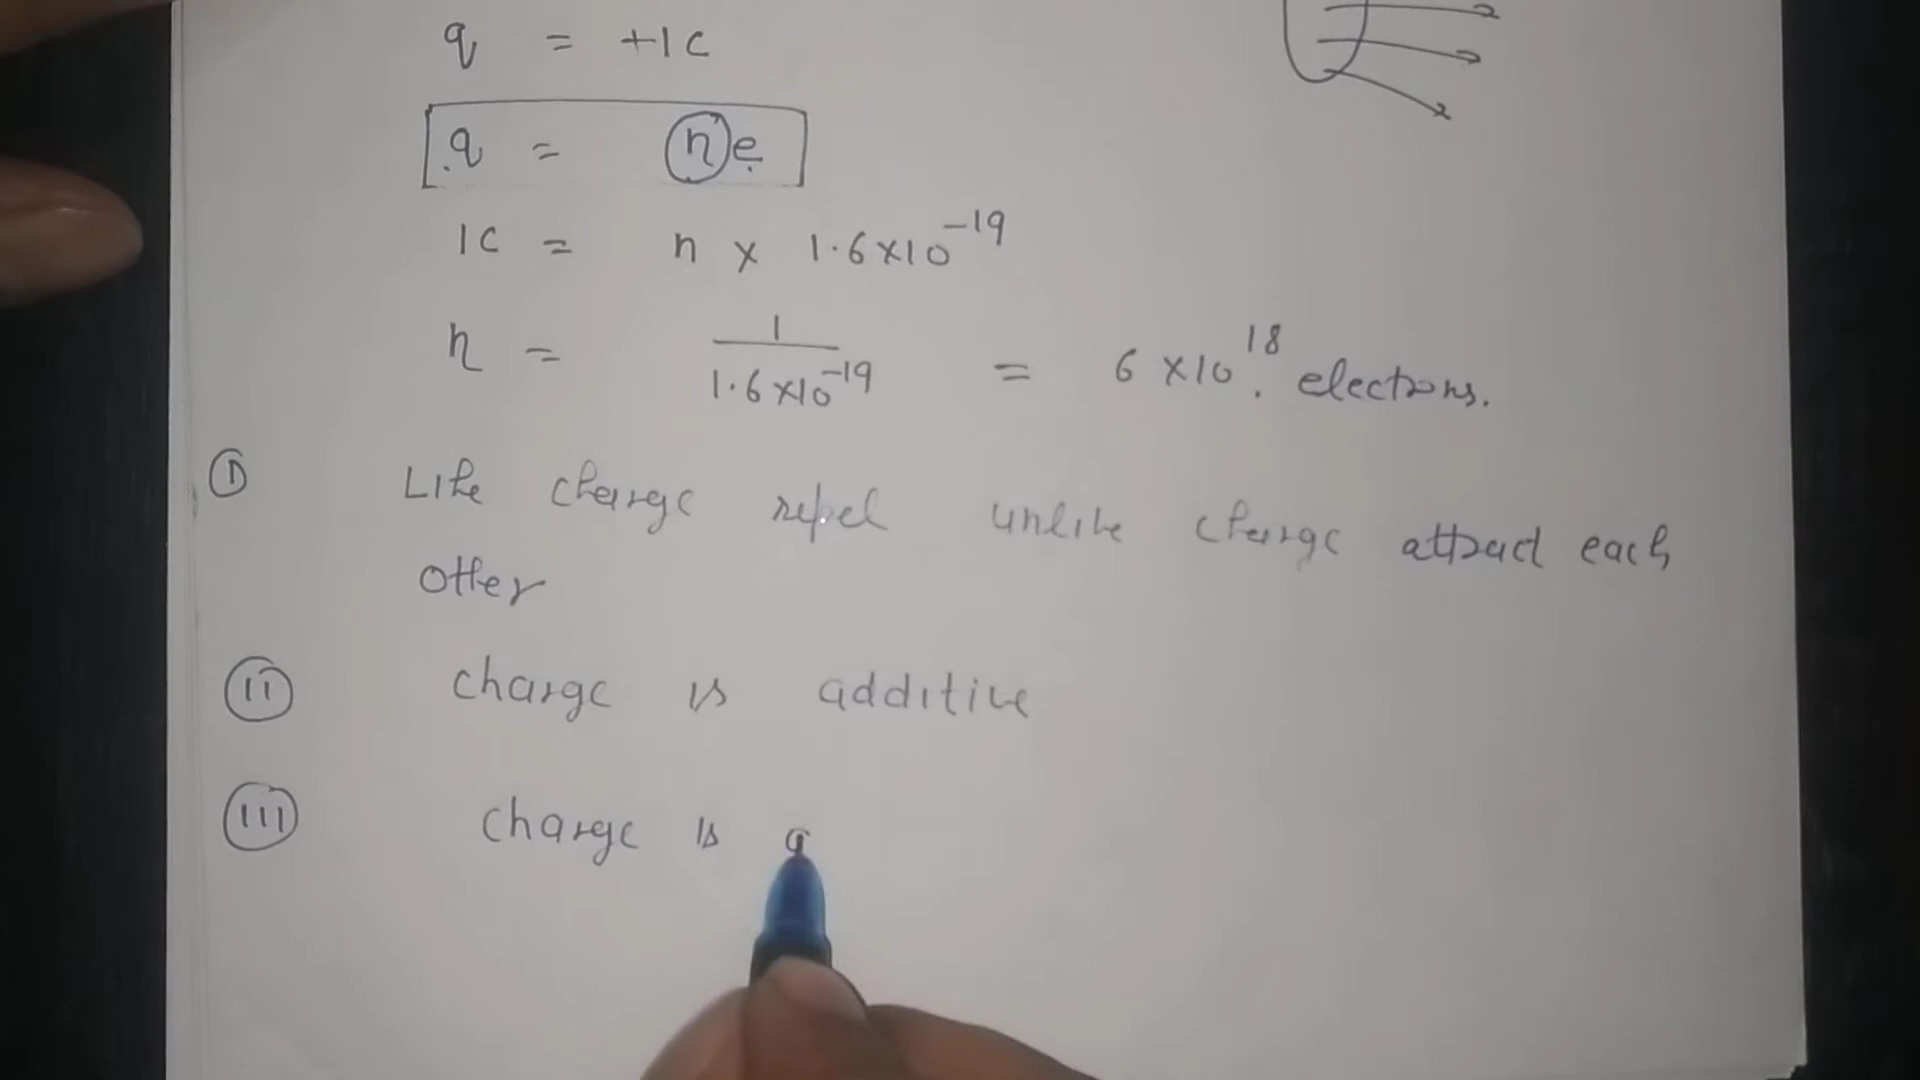 q = +1C
q = ne
1C = n x 1.6x10^-19
n = 1/1.6x10^-19 = 6 x10^18 electrons.
I Like charge repel unlike charge attract each
other
II charge is additive
III charge is